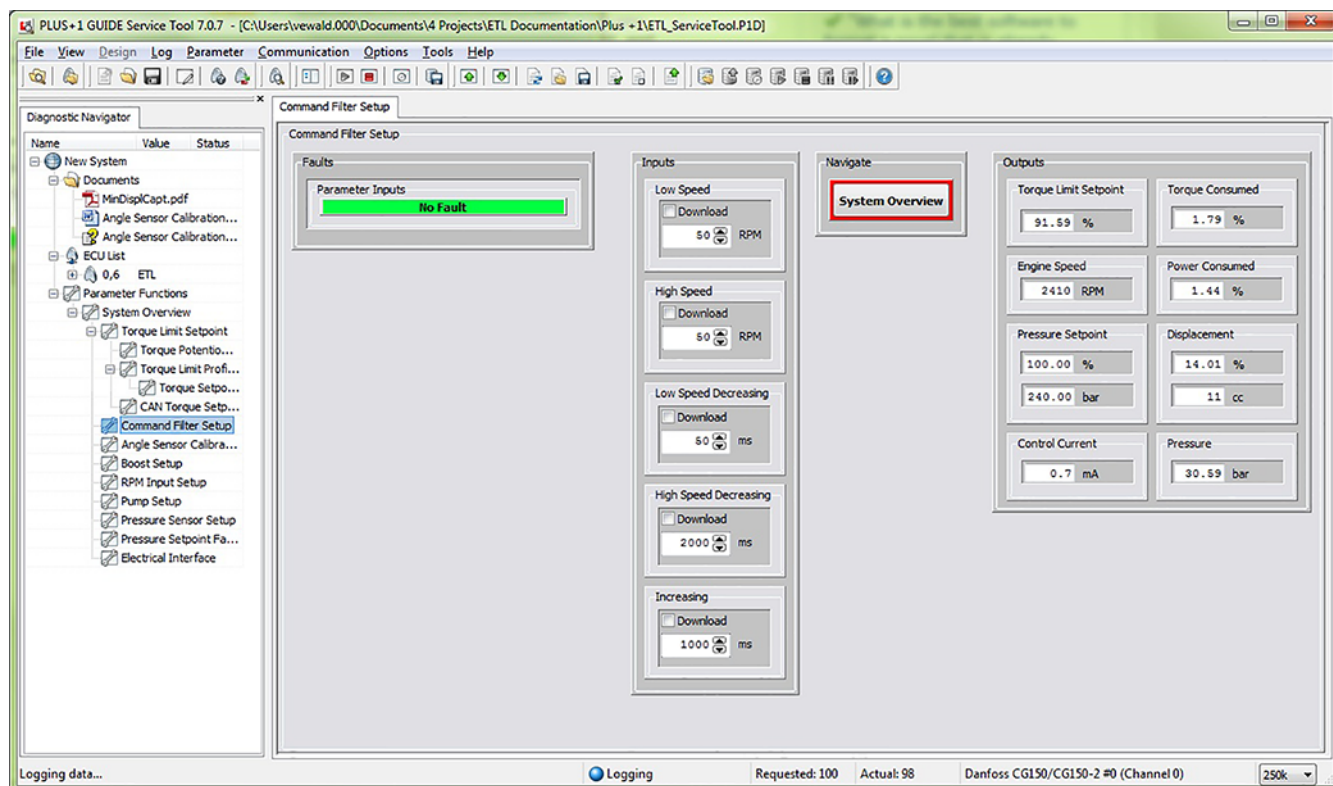 PLUS+1 GUIDE Service Tool 7.0.7 - [C:\Users\vewald.000\Documents\4 Projects\ETL Documentation\Plus +1\ETL_ServiceTool.P1D]
File View Design Log Parameter Communication Options Tools Help
Diagnostic Navigator
Name Value Status
New System
Documents
MinDisplCapt.pdf
Angle Sensor Calibration...
Angle Sensor Calibration...
ECU List
0,6 ETL
Parameter Functions
System Overview
Torque Limit Setpoint
Torque Potentio...
Torque Limit Profi...
Torque Setpo...
CAN Torque Setp...
Command Filter Setup
Angle Sensor Calibra...
Boost Setup
RPM Input Setup
Pump Setup
Pressure Sensor Setup
Pressure Setpoint Fa...
Electrical Interface
Command Filter Setup
Command Filter Setup
Faults
Parameter Inputs
No Fault
Inputs
Low Speed
Download
50 RPM
High Speed
Download
50 RPM
Low Speed Decreasing
Download
50 ms
High Speed Decreasing
Download
2000 ms
Increasing
Download
1000 ms
Navigate
System Overview
Outputs
Torque Limit Setpoint Torque Consumed
91.59 % 1.79 %
Engine Speed Power Consumed
2410 RPM 1.44 %
Pressure Setpoint Displacement
100.00 % 14.01 %
240.00 bar 11 cc
Control Current Pressure
0.7 mA 30.59 bar
Logging data... Logging Requested: 100 Actual: 98 Danfoss CG150/CG150-2 #0 (Channel 0) 250k